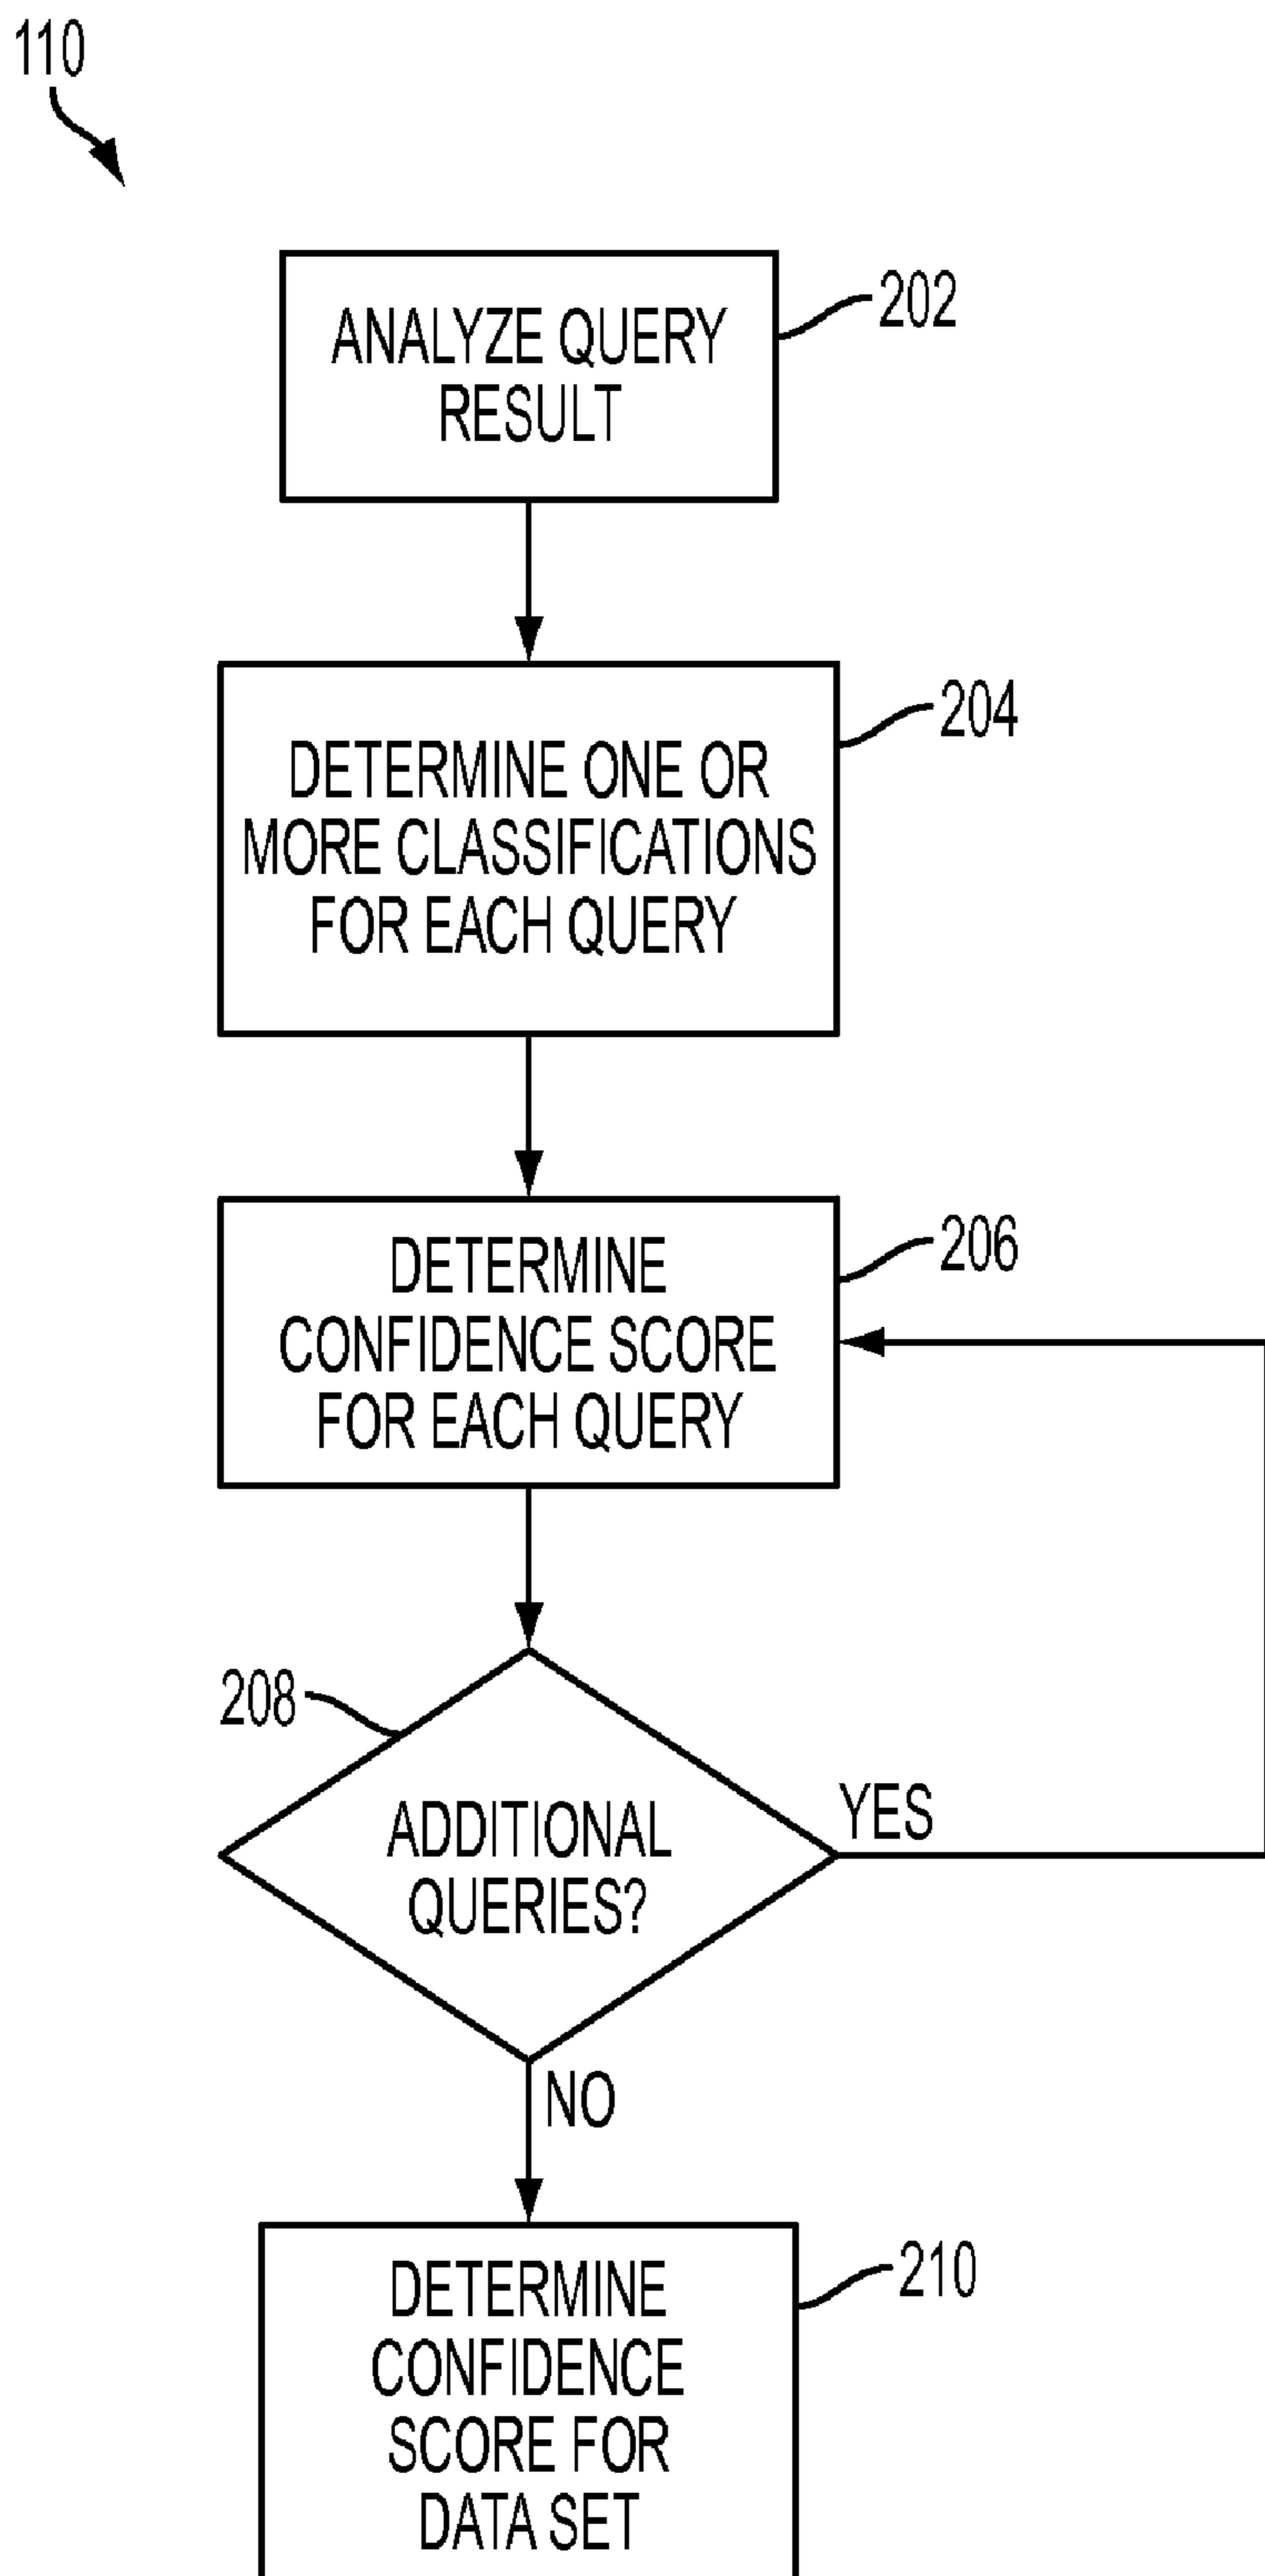 110
ANALYZE QUERY
RESULT
202
DETERMINE ONE OR
MORE CLASSIFICATIONS
FOR EACH QUERY
204
DETERMINE
CONFIDENCE SCORE
FOR EACH QUERY
206
208
ADDITIONAL
QUERIES?
YES
NO
DETERMINE
CONFIDENCE
SCORE FOR
DATA SET
210